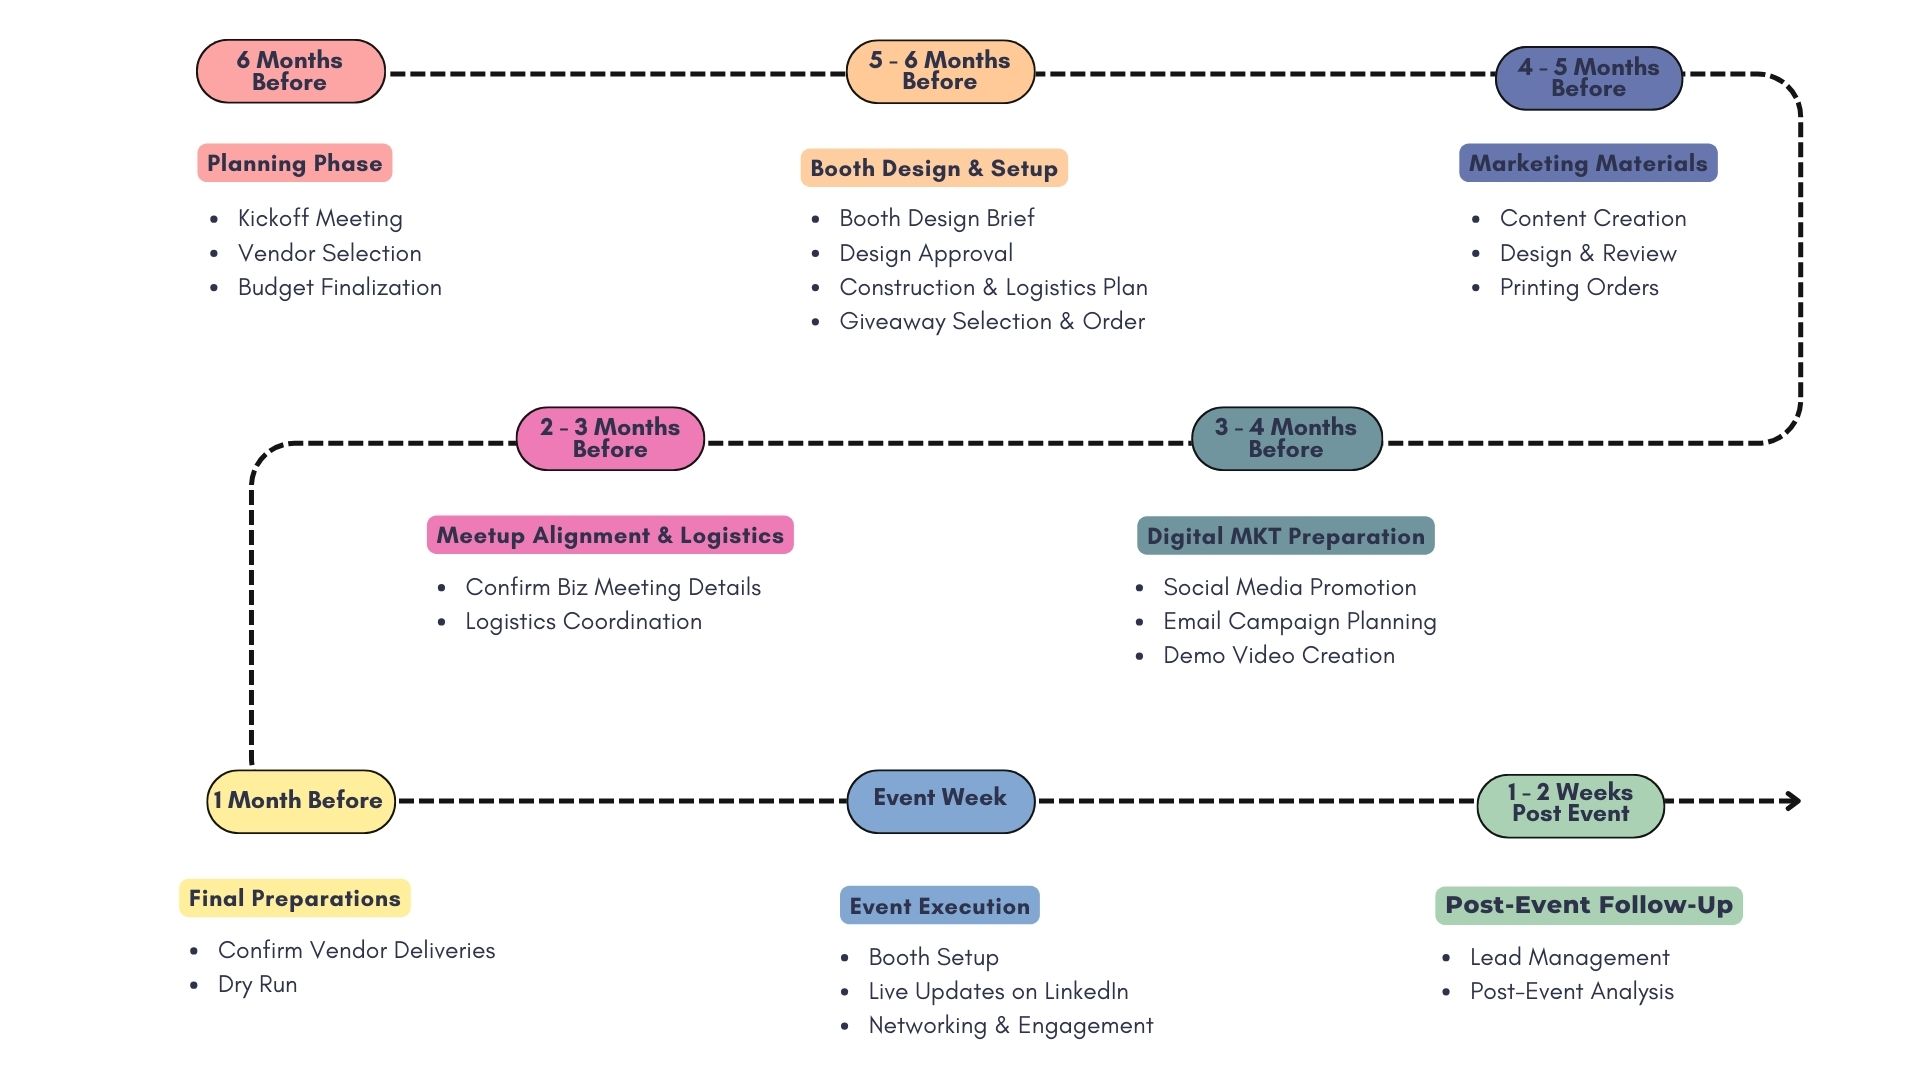 6 Months
Before
5 - 6 Months
Before
4 - 5 Months
Before
Planning Phase
• Kickoff Meeting
• Vendor Selection
• Budget Finalization
Booth Design & Setup
• Booth Design Brief
• Design Approval
• Construction & Logistics Plan
• Giveaway Selection & Order
Marketing Materials
• Content Creation
• Design & Review
• Printing Orders
3 - 4 Months
Before
Digital MKT Preparation
• Social Media Promotion
• Email Campaign Planning
• Demo Video Creation
2 - 3 Months
Before
Meetup Alignment & Logistics
• Confirm Biz Meeting Details
• Logistics Coordination
1 Month Before
Final Preparations
• Confirm Vendor Deliveries
• Dry Run
Event Week
Event Execution
• Booth Setup
• Live Updates on LinkedIn
• Networking & Engagement
1 - 2 Weeks
Post Event
Post-Event Follow-Up
• Lead Management
• Post-Event Analysis